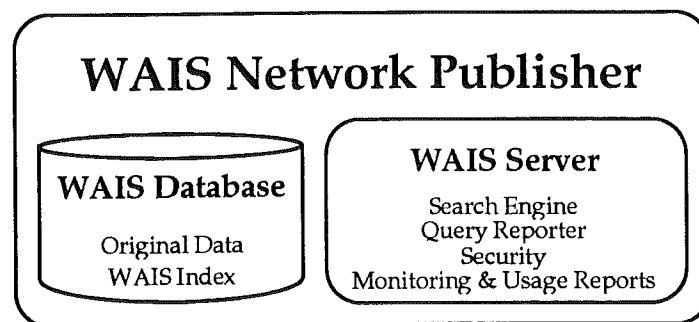 WAIS Network Publisher
WAIS Database
Original Data
WAIS Index
WAIS Server
Search Engine
Query Reporter
Security
Monitoring & Usage Reports